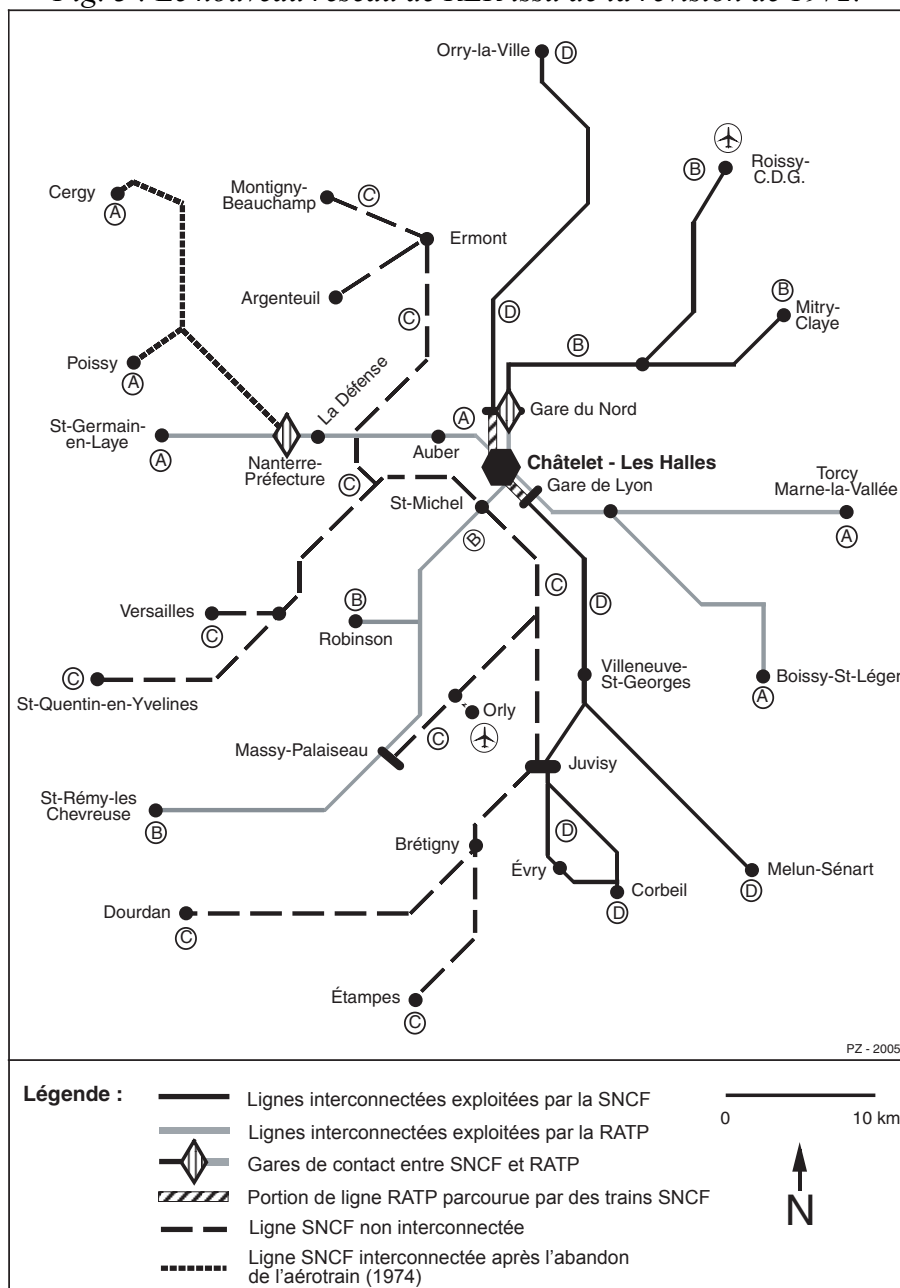 Fig. 3 : Le nouveau réseau de RER issu de la révision de 1972.
Orry-la-Ville D
B Roissy-
C.D.G.
Cergy
A
Montigny-
Beauchamp
C
Ermont
Argenteuil
C
D
B
Mitry-
Claye
B
Poissy
A
La Défense
St-Germain-
en-Laye
A
A
Gare du Nord
Nanterre-
Préfecture
Auber
Châtelet - Les Halles
C
St-Michel
Gare de Lyon
Torcy
Marne-la-Vallée
A
B
C
Versailles
C
B
Robinson
D
C
St-Quentin-en-Yvelines
Villeneuve-
St-Georges
Boissy-St-Léger
A
Orly
C
Massy-Palaiseau
Juvisy
St-Rémy-les
Chevreuse
B
D
Brétigny
Évry
Corbeil
D
Melun-Sénart
D
Dourdan
C
Étampes
C
PZ - 2005
Légende :
Lignes interconnectées exploitées par la SNCF
Lignes interconnectées exploitées par la RATP
Gares de contact entre SNCF et RATP
Portion de ligne RATP parcourue par des trains SNCF
Ligne SNCF non interconnectée
Ligne SNCF interconnectée après l'abandon
de l'aérotrain (1974)
0 10 km
N